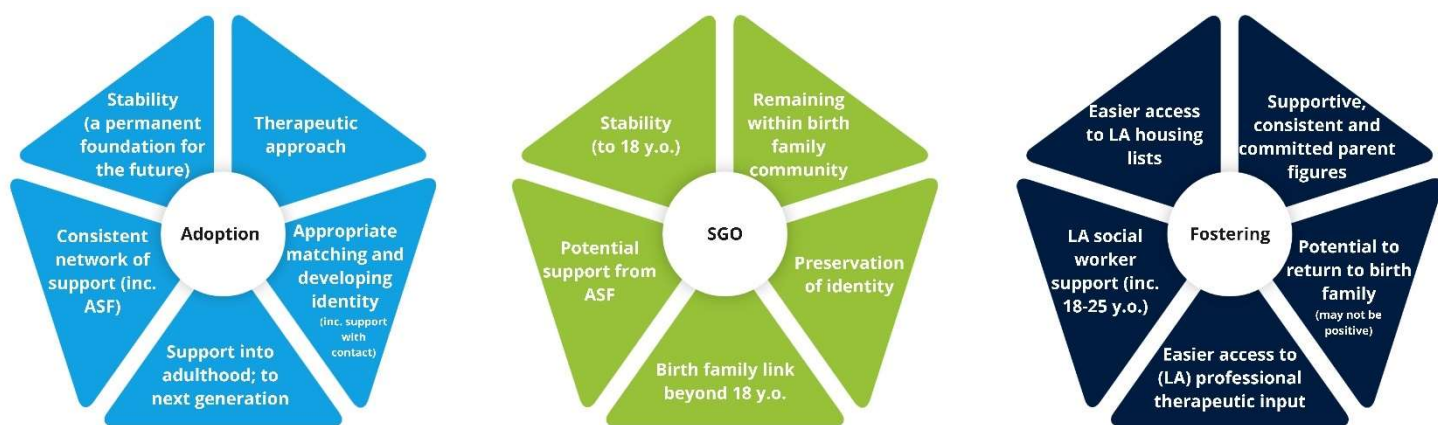 Stability
(a permanent
foundation for
the future)
Therapeutic
approach
Consistent
network of
support (inc.
ASF)
Adoption
Appropriate
matching and
developing
identity
(inc. support
with
contact)
Support into
adulthood; to
next generation
Stability
(to 18 y.o.)
Remaining
within birth
family
community
Potential
support from
ASF
SGO
Preservation
of identity
Birth family link
beyond 18 y.o.
Easier access
to LA housing
lists
Supportive,
consistent and
committed parent
figures
LA social
worker
support (inc.
18-25 y.o.)
Fostering
Potential to
return to birth
family
(may not be
positive)
Easier access to
(LA) professional
therapeutic input